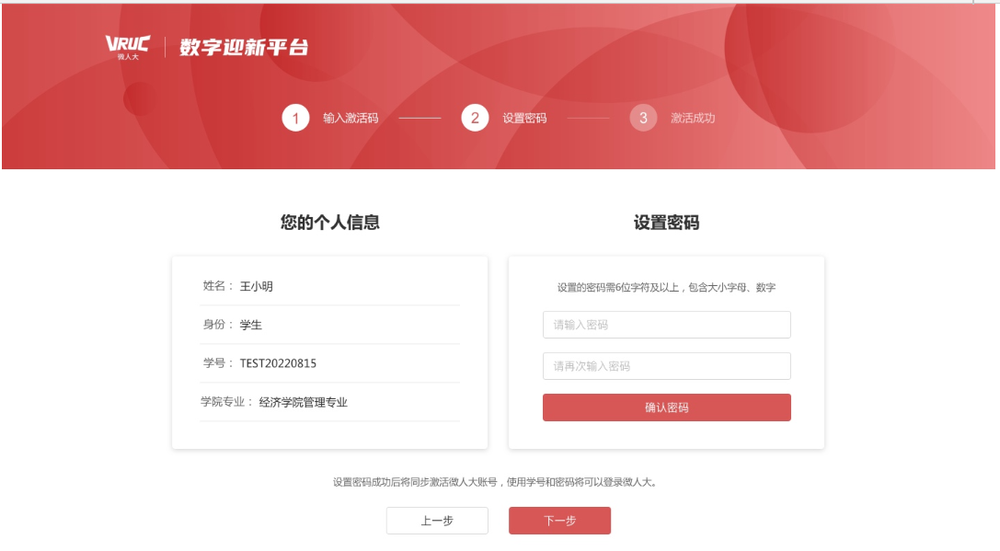 VRUC
微人大
数字迎新平台
1 输入激活码 2 设置密码 3 激活成功
您的个人信息
姓名： 王小明
身份： 学生
学号： TEST20220815
学院专业： 经济学院管理专业
设置密码
设置的密码需6位字符及以上，包含大小字母、数字
请输入密码
请再次输入密码
确认密码
设置密码成功后将同步激活微人大账号，使用学号和密码将可以登录微人大。
上一步 下一步